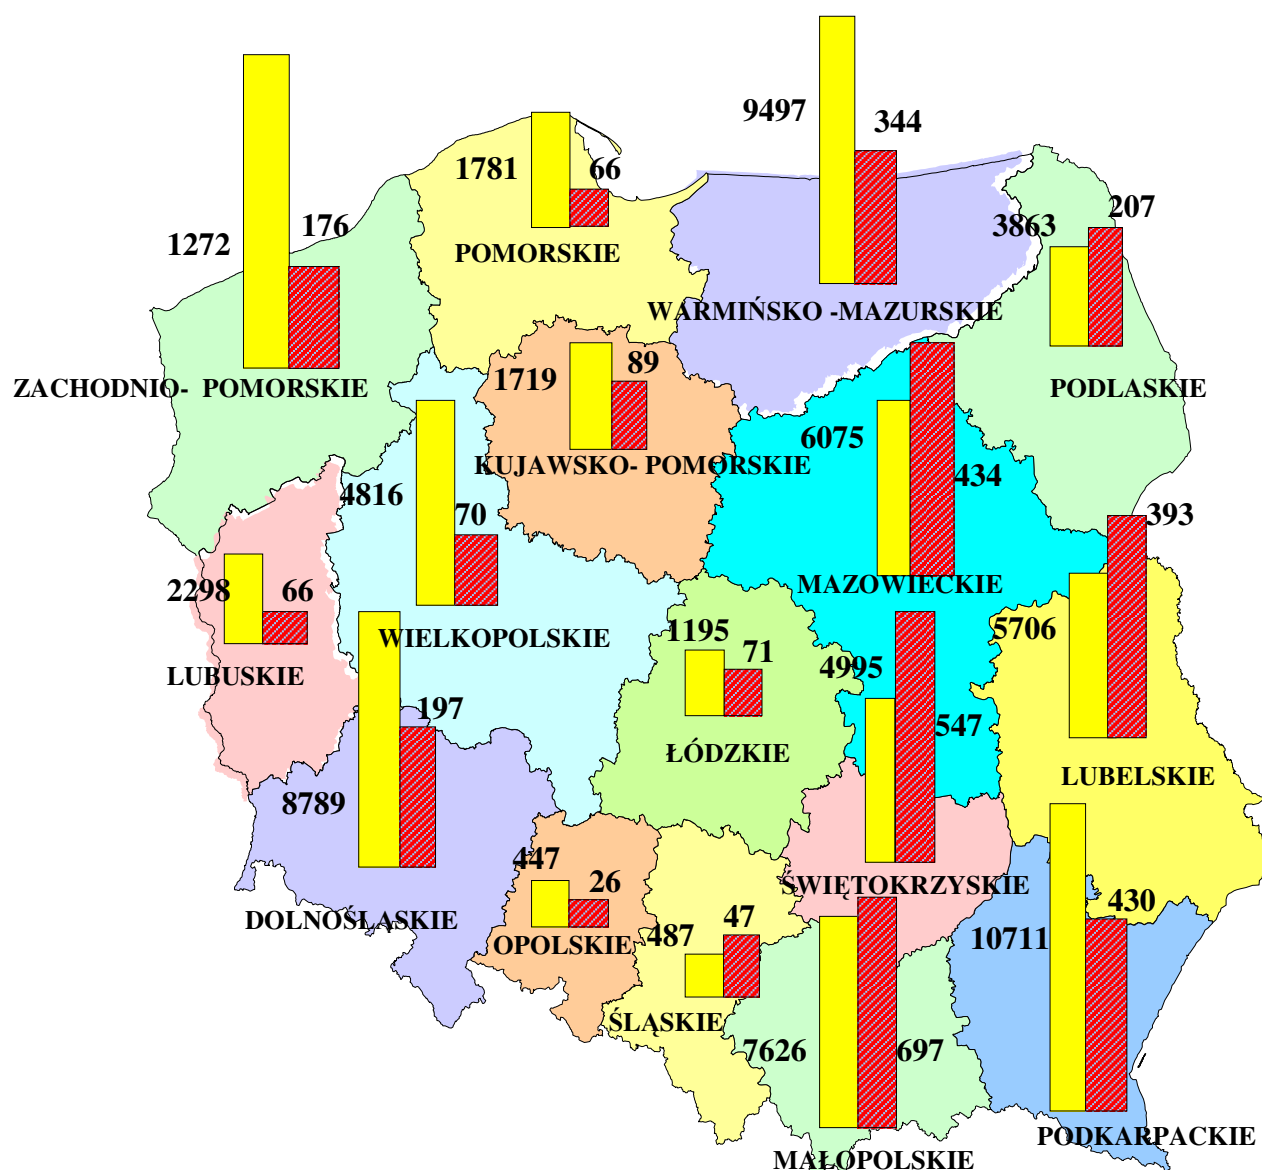 9497
344
1781
66
207
3863
176
1272
POMORSKIE
WARMIŃSKO -MAZURSKIE
1719
89
ZACHODNIO- POMORSKIE
PODLASKIE
6075
KUJAWSKO- POMORSKIE
434
4816
70
393
2298
66
MAZOWIECKIE
WIELKOPOLSKIE
1195
5706
LUBUSKIE
71
4995
197
547
ŁÓDZKIE
LUBELSKIE
8789
447
26
ŚWIĘTOKRZYSKIE
430
DOLNOŚLĄSKIE
47
487
OPOLSKIE
10711
ŚLĄSKIE
7626
697
PODKARPACKIE
MAŁOPOLSKIE